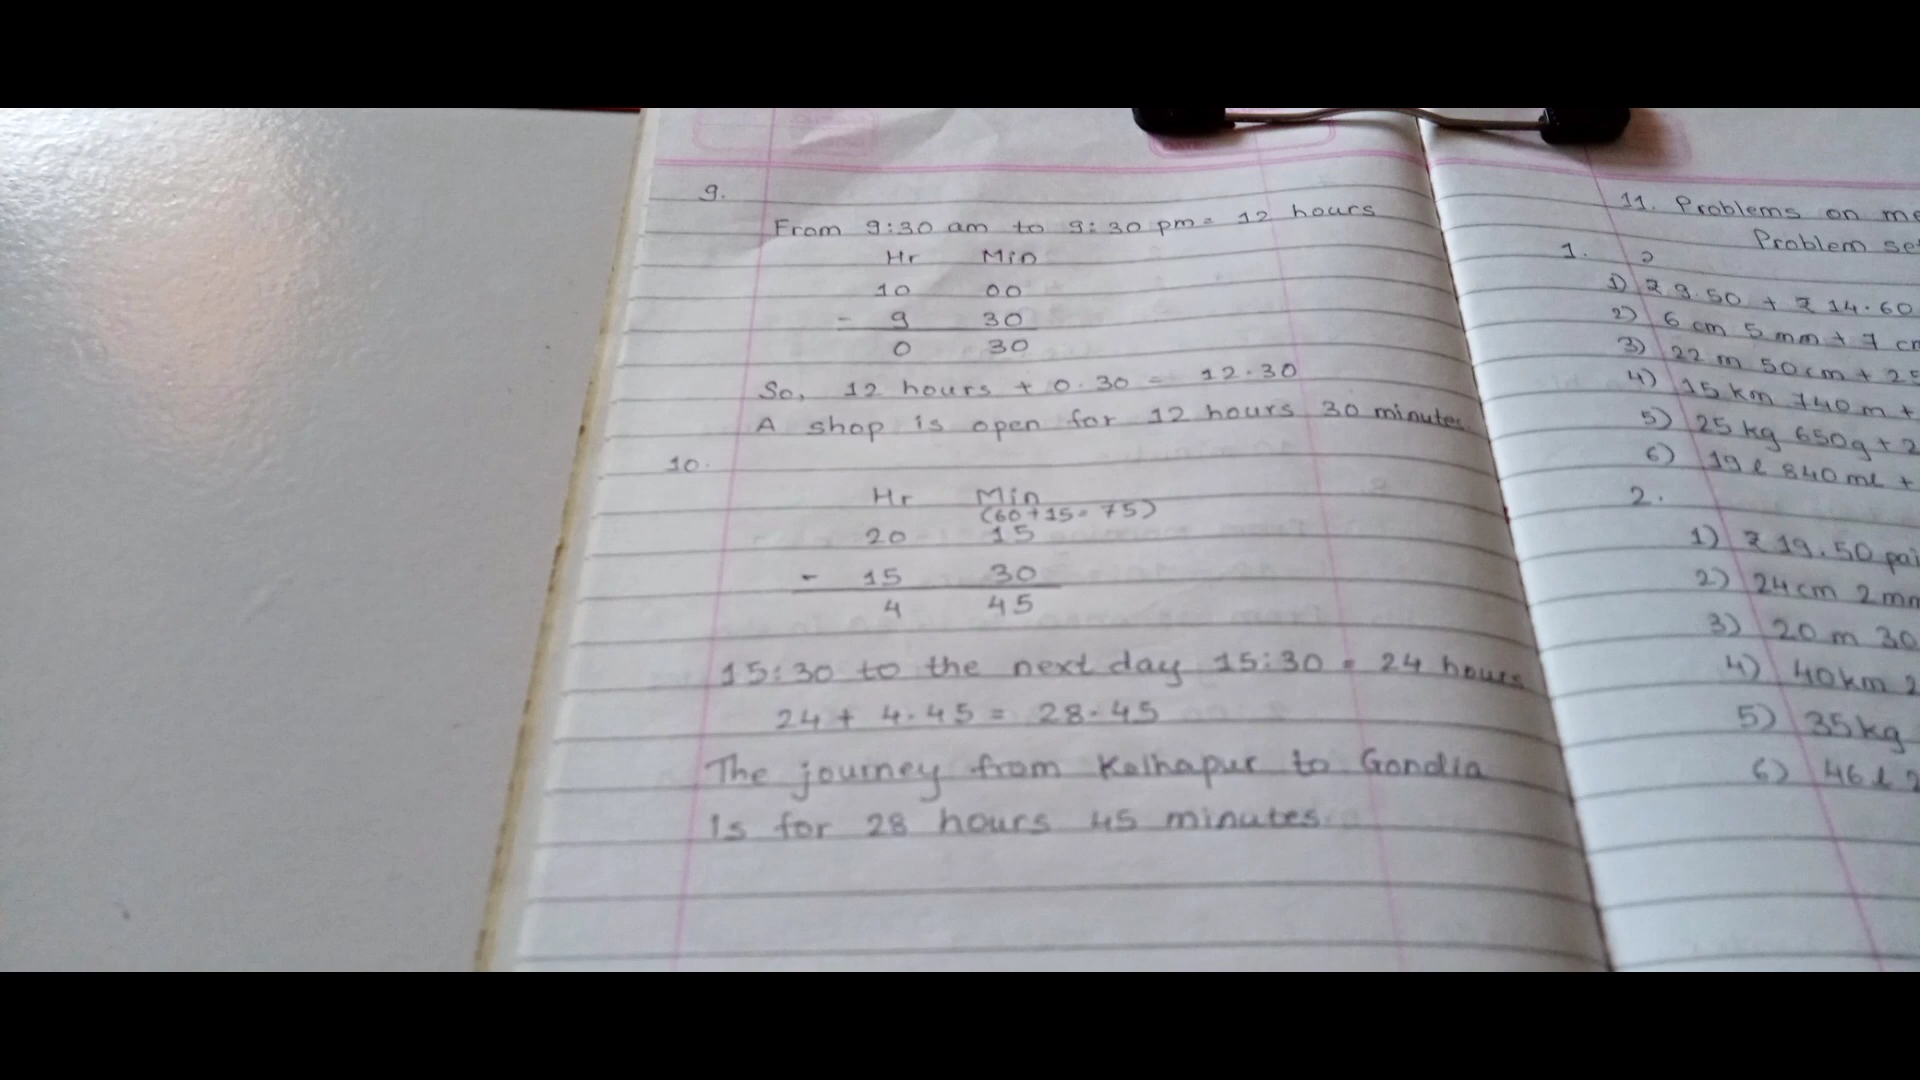 9.
From 9:30 am to 9:30 pm = 12 hours
Hr Min
10 00
- 9 30
0 30
So, 12 hours + 0.30 = 12.30
A shop is open for 12 hours 30 minutes
10.
Hr Min
(60+15=75)
20 15
- 15 30
4 45
15:30 to the next day 15:30 = 24 hours
24 + 4.45 = 28.45
The journey from Kolhapur to Gondia
is for 28 hours 45 minutes
11. Problems on
Problem
1.
1) ₹ 9.50 + ₹ 14.60
2) 6 cm 5 mm + 7
3) 22 m 50 cm + 25
4) 15 km 740 m +
5) 25 kg 650g + 2
6) 19 l 840 ml +
2.
1) ₹ 19.50
2) 24 cm 2
3) 20 m 30
4) 40 km 2
5) 35 kg
6) 46 l 2